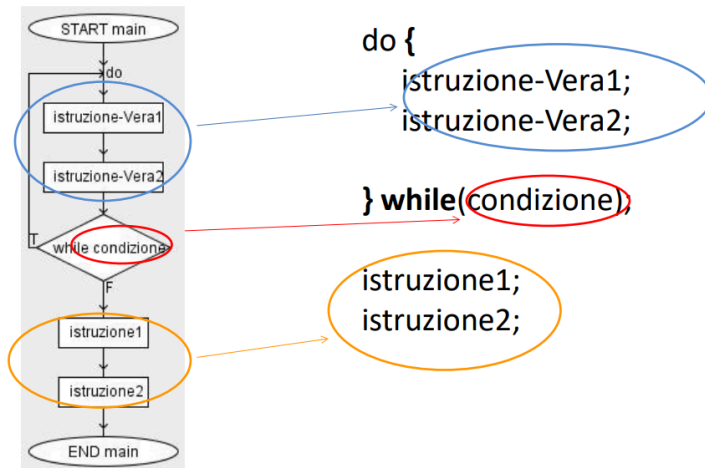 START main
do
istruzione-Vera1
istruzione-Vera2
while condizione
T
F
istruzione1
istruzione2
END main
do {
istruzione-Vera1;
istruzione-Vera2;
} while(condizione);
istruzione1;
istruzione2;